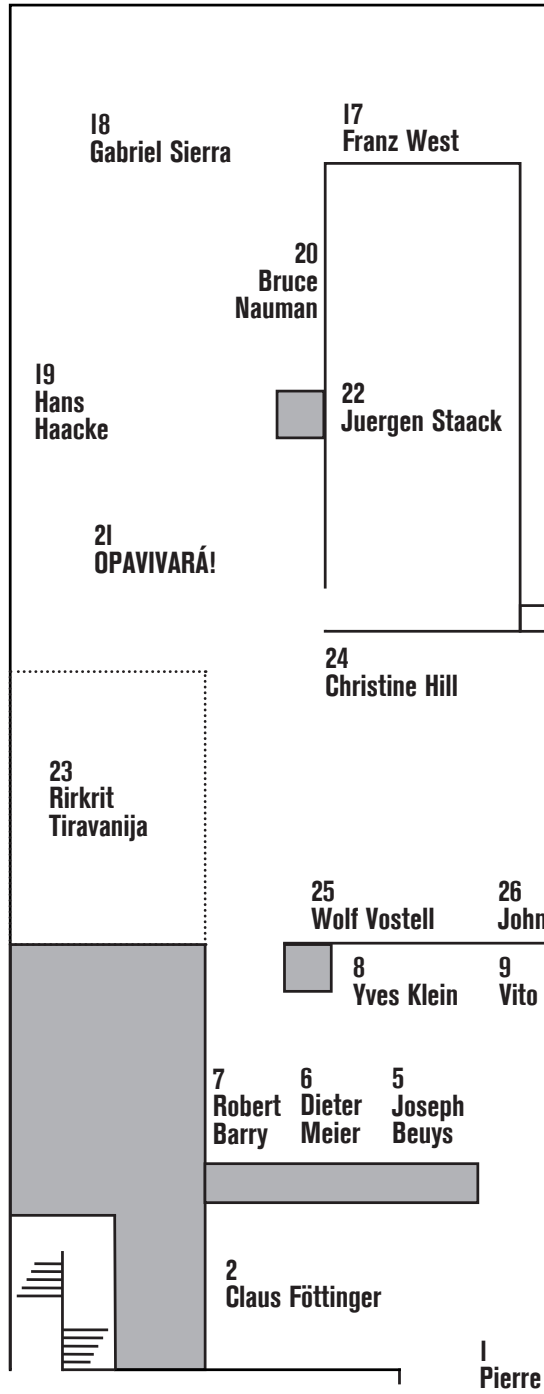 18
Gabriel Sierra
17
Franz West
20
Bruce
Nauman
19
Hans
Haacke
22
Juergen Staack
21
OPAVIVARÁ!
24
Christine Hill
23
Rirkrit
Tiravanija
25
Wolf Vostell
26
John
8
Yves Klein
9
Vito
7
Robert
Barry
6
Dieter
Meier
5
Joseph
Beuys
2
Claus Föttinger
1
Pierre